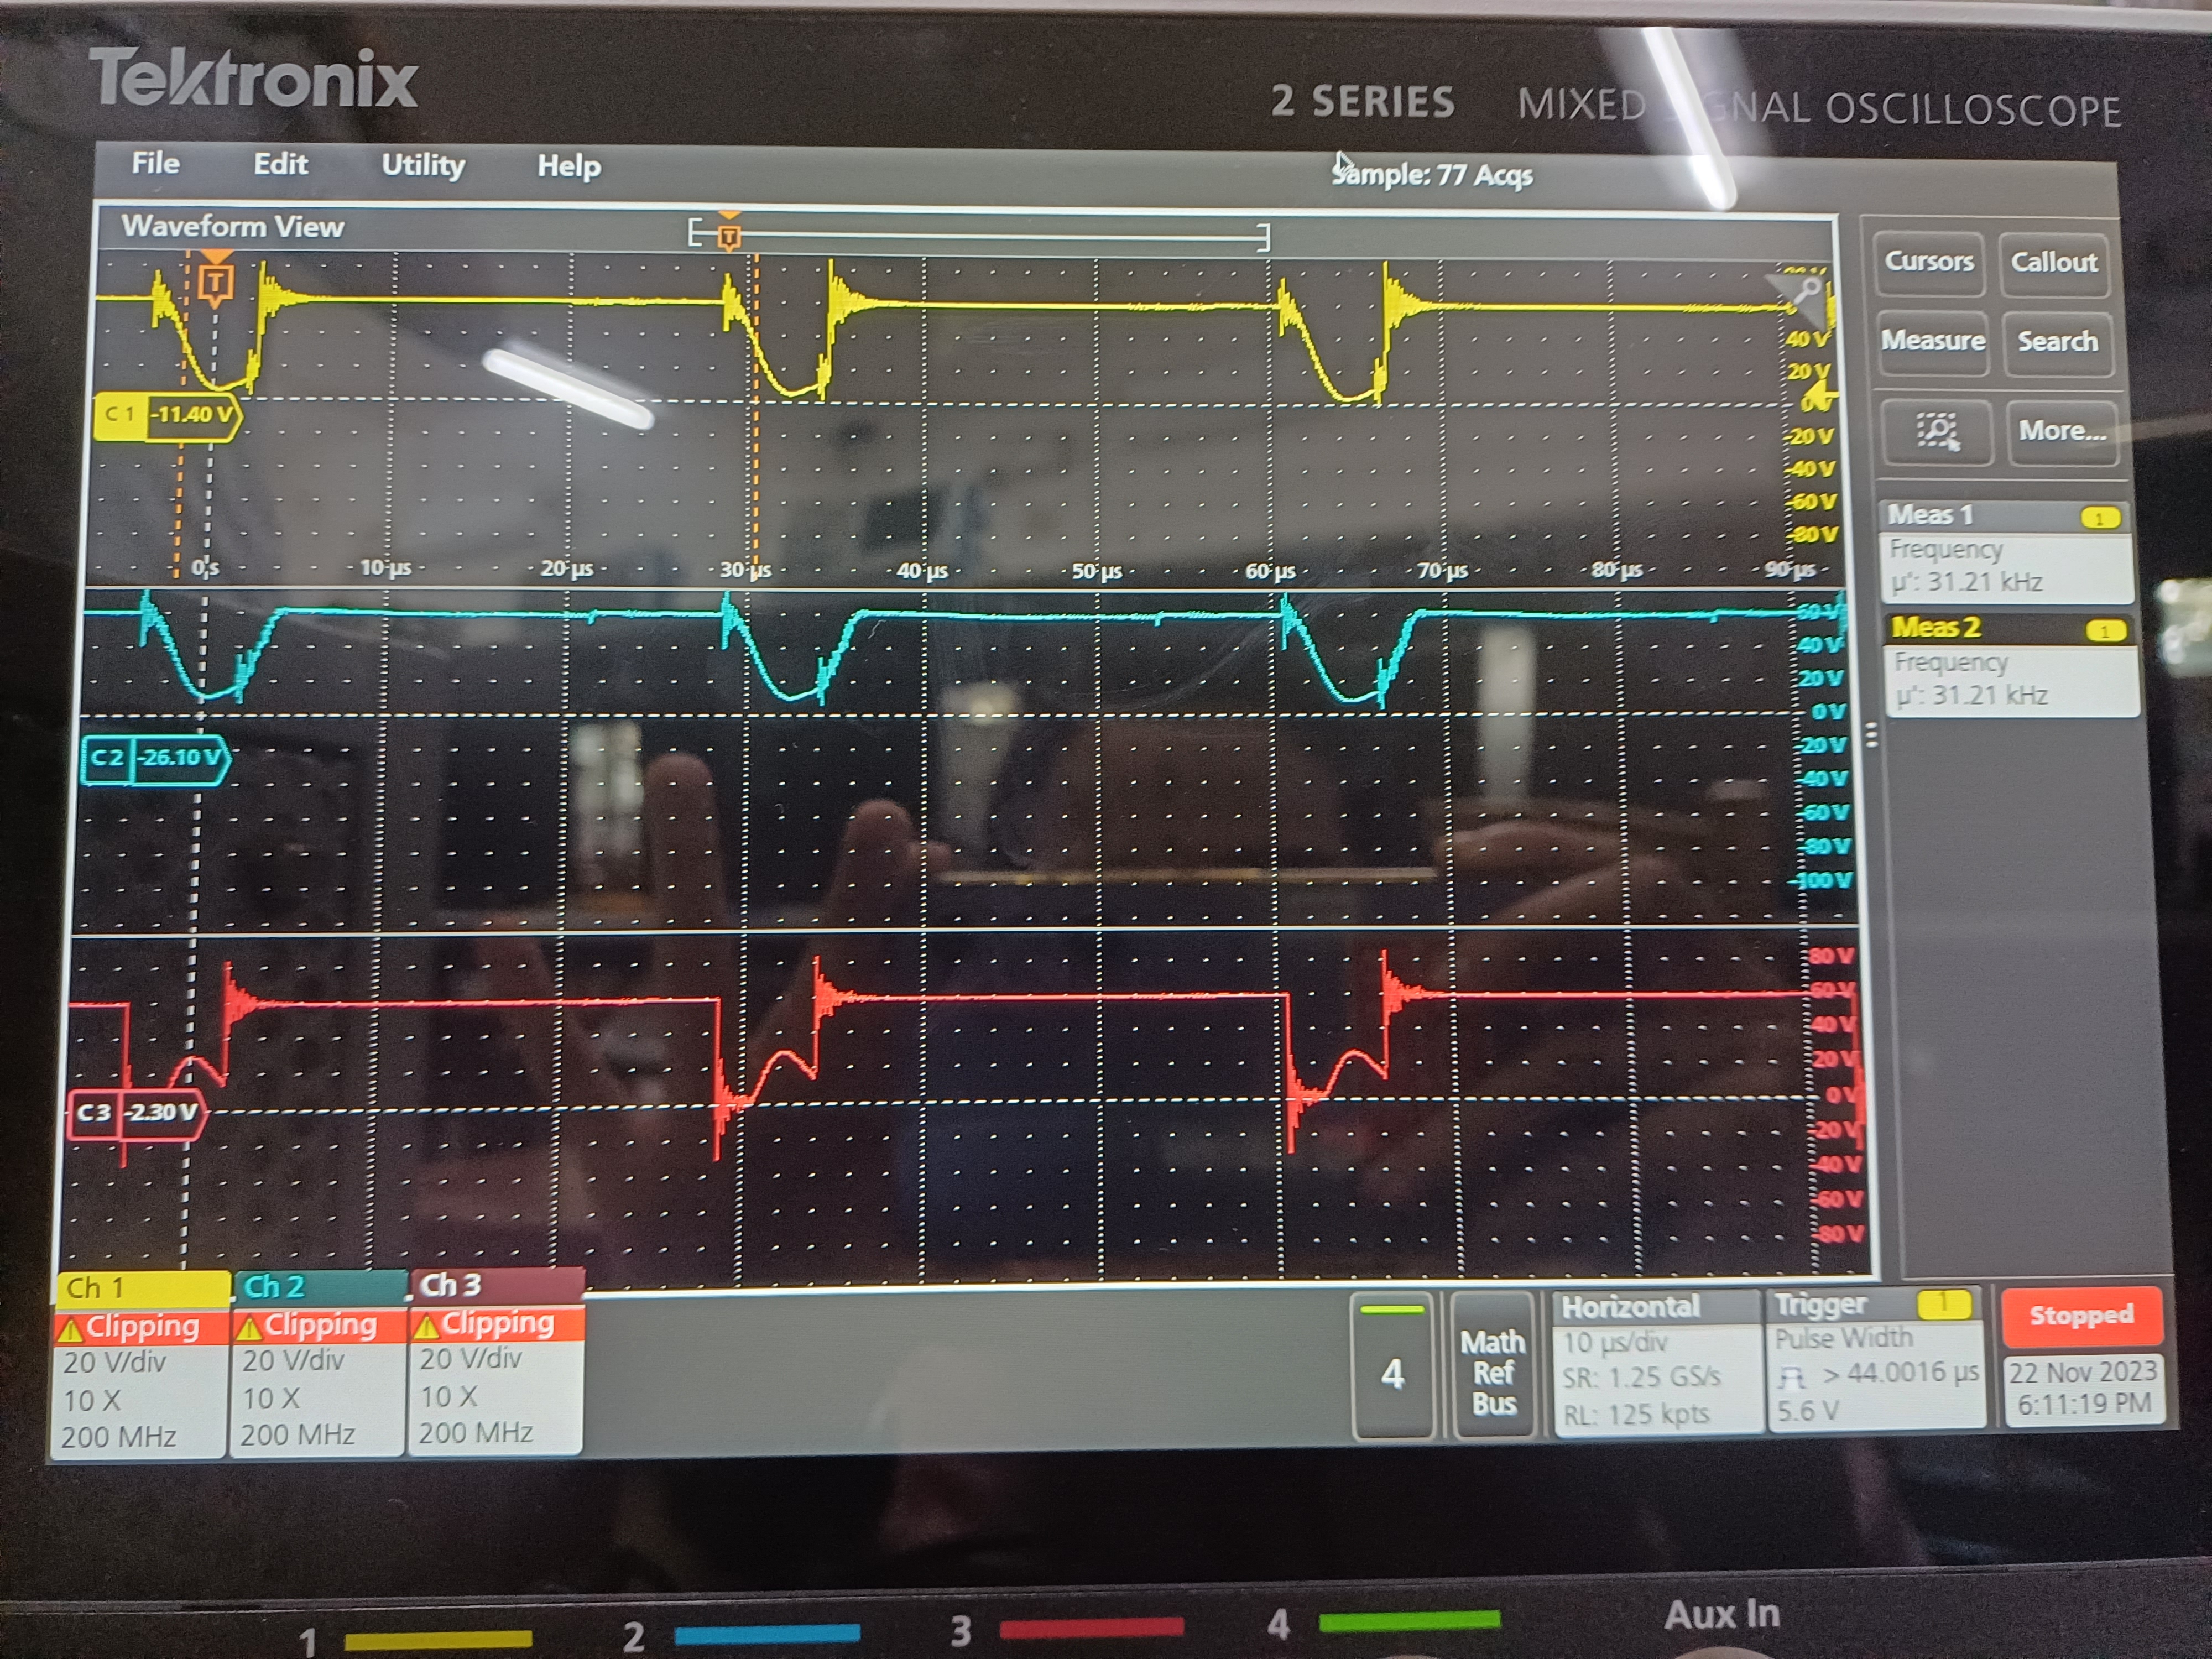 Tektronix
2 SERIES MIXED SIGNAL OSCILLOSCOPE
File Edit Utility Help
Sample: 77 Acqs
Waveform View
T
T
Cursors Callout
Measure Search
More...
40 V
20 V
0 V
-20 V
-40 V
-60 V
-80 V
C 1 -11.40 V
0 s 10 µs 20 µs 30 µs 40 µs 50 µs 60 µs 70 µs 80 µs 90 µs
Meas 1 1
Frequency
µ': 31.21 kHz
Meas 2 1
Frequency
µ': 31.21 kHz
60 V
40 V
20 V
0 V
-20 V
-40 V
-60 V
-80 V
-100 V
C 2 -26.10 V
80 V
60 V
40 V
20 V
0 V
-20 V
-40 V
-60 V
-80 V
C 3 -2.30 V
Ch 1
Clipping
20 V/div
10 X
200 MHz
Ch 2
Clipping
20 V/div
10 X
200 MHz
Ch 3
Clipping
20 V/div
10 X
200 MHz
4
Math
Ref
Bus
Horizontal
10 µs/div
SR: 1.25 GS/s
RL: 125 kpts
Trigger 1
Pulse Width
> 44.0016 µs
5.6 V
Stopped
22 Nov 2023
6:11:19 PM
1 2 3 4 Aux In